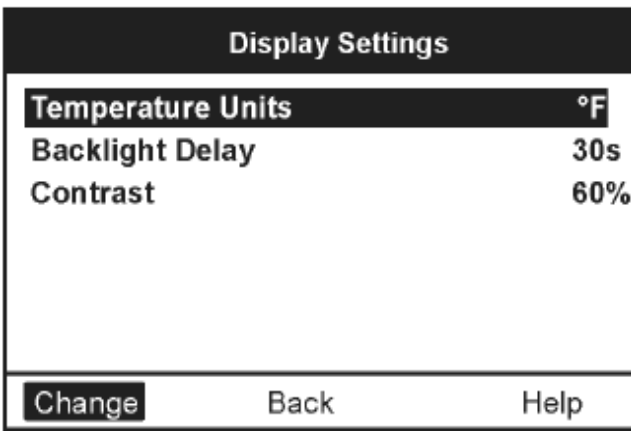 Display Settings
Temperature Units °F
Backlight Delay 30s
Contrast 60%
Change Back Help